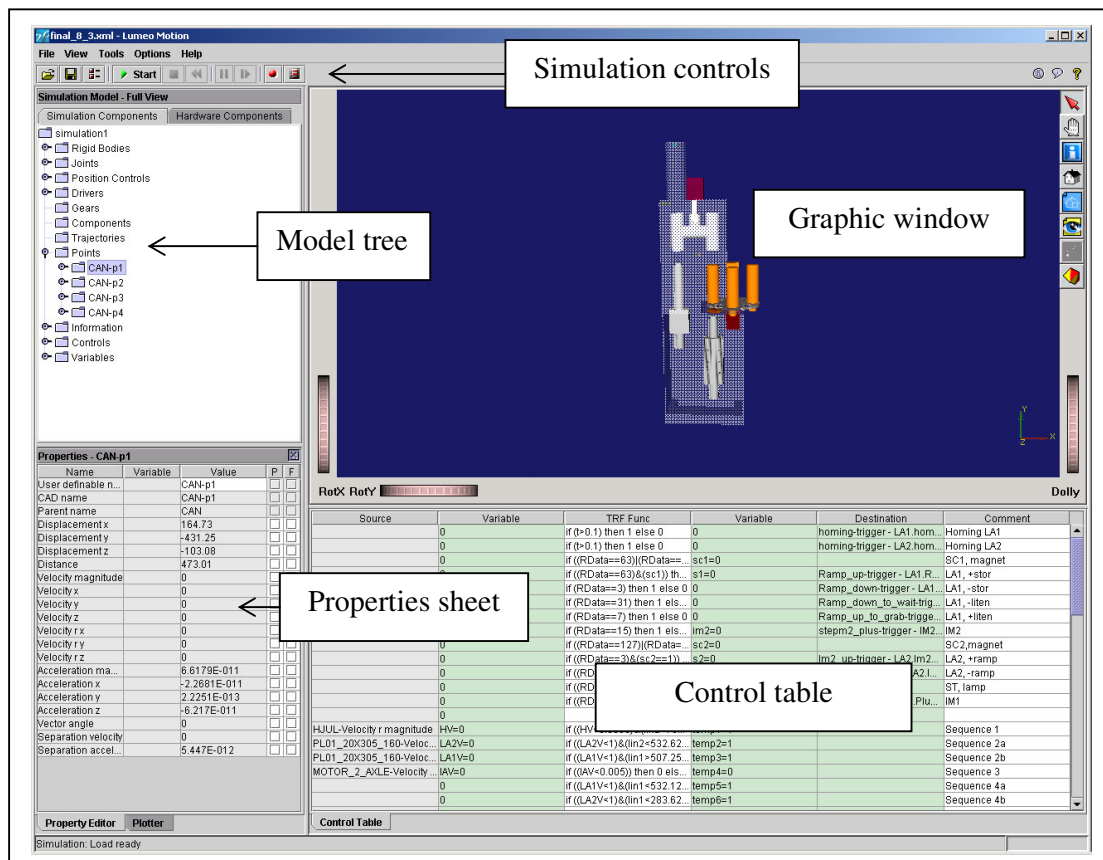 final_8_3.xml - Lumeo Motion
File View Tools Options Help
Start
Simulation controls
Simulation Model - Full View
Simulation Components Hardware Components
simulation1
Rigid Bodies
Joints
Position Controls
Drivers
Gears
Components
Trajectories
Points
CAN-p1
CAN-p2
CAN-p3
CAN-p4
Information
Controls
Variables
Model tree
Graphic window
Y
X
Z
RotX RotY
Dolly
Properties - CAN-p1
Name Variable Value P F
User definable n... CAN-p1
CAD name CAN-p1
Parent name CAN
Displacement x 164.73
Displacement y -431.25
Displacement z -103.08
Distance 473.01
Velocity magnitude 0
Velocity x 0
Velocity y 0
Velocity z 0
Velocity r x 0
Velocity r y 0
Velocity r z 0
Acceleration ma... 6.6179E-011
Acceleration x -2.2681E-011
Acceleration y 2.2251E-013
Acceleration z -6.217E-011
Vector angle 0
Separation velocity 0
Separation accel... 5.447E-012
Properties sheet
Property Editor Plotter
Source Variable TRF Func Variable Destination Comment
0 if (t>0.1) then 1 else 0 0 homing-trigger - LA1.hom... Homing LA1
0 if (t>0.1) then 1 else 0 0 homing-trigger - LA2.hom... Homing LA2
0 if ((RData==63)|(RData==... sc1=0 SC1, magnet
0 if ((RData==63)&(sc1)) th... s1=0 Ramp_up-trigger - LA1.R... LA1, +stor
0 if (RData==3) then 1 else 0 0 Ramp_down-trigger - LA1... LA1, -stor
0 if (RData==31) then 1 els... 0 Ramp_down_to_wait-trig... LA1, -liten
0 if (RData==7) then 1 else 0 0 Ramp_up_to_grab-trigge... LA1, +liten
0 if (RData==15) then 1 els... im2=0 stepm2_plus-trigger - IM2... IM2
0 if ((RData==127)|(RData=... sc2=0 SC2,magnet
0 if ((RData==3)&(sc2==1)) ... s2=0 Im2_up-trigger - LA2.Im2... LA2, +ramp
0 if ((RD LA2, -ramp
0 if ((RD ST, lamp
0 if ((RD .Plu... IM1
0
HJUL-Velocity r magnitude HV=0 if ((HV Sequence 1
PL01_20X305_160-Veloc... LA2V=0 if ((LA2V<1)&(lin2<532.62... temp2=1 Sequence 2a
PL01_20X305_160-Veloc... LA1V=0 if ((LA1V<1)&(lin1>507.25... temp3=1 Sequence 2b
MOTOR_2_AXLE-Velocity ... IAV=0 if ((IAV<0.005)) then 0 els... temp4=0 Sequence 3
0 if ((LA1V<1)&(lin1<532.12... temp5=1 Sequence 4a
0 if ((LA2V<1)&(lin1<283.62... temp6=1 Sequence 4b
Control table
Control Table
Simulation: Load ready